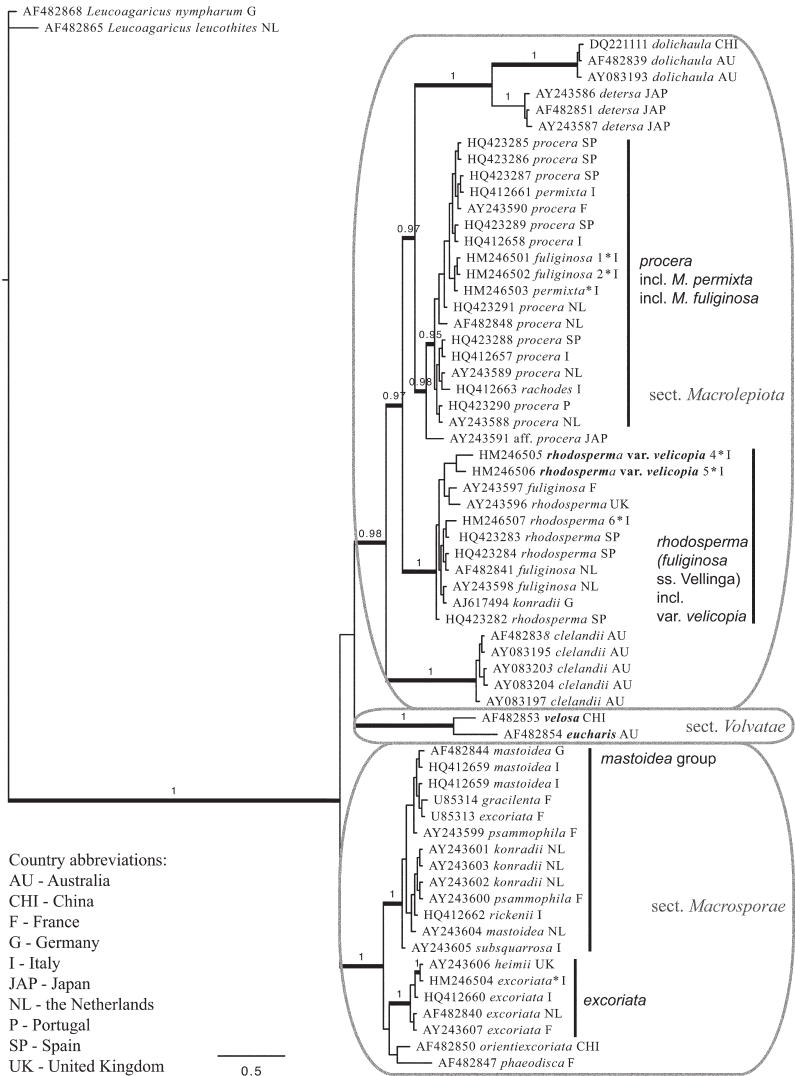 AF482868 Leucoagaricus nympharum G
AF482865 Leucoagaricus leucothites NL
DQ221111 dolichaula CHI
1
AF482839 dolichaula AU
1
AY083193 dolichaula AU
AY243586 detersa JAP
1
AF482851 detersa JAP
AY243587 detersa JAP
HQ423285 procera SP
HQ423286 procera SP
HQ423287 procera SP
HQ412661 permixta I
AY243590 procera F
HQ423289 procera SP
0.97
HQ412658 procera I
HM246501 fuliginosa 1* I
HM246502 fuliginosa 2* I
HM246503 permixta* I
HQ423291 procera NL
AF482848 procera NL
procera
incl. M. permixta
incl. M. fuliginosa
0.95
HQ423288 procera SP
HQ412657 procera I
AY243589 procera NL
0.98
HQ412663 rachodes I
sect. Macrolepiota
0.97
HQ423290 procera P
AY243588 procera NL
AY243591 aff. procera JAP
HM246505 rhodosperma var. velicopia 4* I
HM246506 rhodosperma var. velicopia 5* I
AY243597 fuliginosa F
AY243596 rhodosperma UK
HM246507 rhodosperma 6* I
0.98
HQ423283 rhodosperma SP
HQ423284 rhodosperma SP
1
AF482841 fuliginosa NL
AY243598 fuliginosa NL
AJ617494 konradii G
HQ423282 rhodosperma SP
rhodosperma
(fuliginosa
ss. Vellinga)
incl.
var. velicopia
AF482838 clelandii AU
AY083195 clelandii AU
1
AY083203 clelandii AU
AY083204 clelandii AU
AY083197 clelandii AU
1
AF482853 velosa CHI
AF482854 eucharis AU
sect. Volvatae
AF482844 mastoidea G
mastoidea group
HQ412659 mastoidea I
HQ412659 mastoidea I
1
U85314 gracilenta F
U85313 excoriata F
AY243599 psammophila F
AY243601 konradii NL
AY243603 konradii NL
AY243602 konradii NL
1
AY243600 psammophila F
HQ412662 rickenii I
sect. Macrosporae
AY243604 mastoidea NL
AY243605 subsquarrosa I
1
1
AY243606 heimii UK
HM246504 excoriata* I
1
HQ412660 excoriata I
excoriata
AF482840 excoriata NL
AY243607 excoriata F
AF482850 orientiexcoriata CHI
AF482847 phaeodisca F
Country abbreviations:
AU - Australia
CHI - China
F - France
G - Germany
I - Italy
JAP - Japan
NL - the Netherlands
P - Portugal
SP - Spain
UK - United Kingdom
0.5